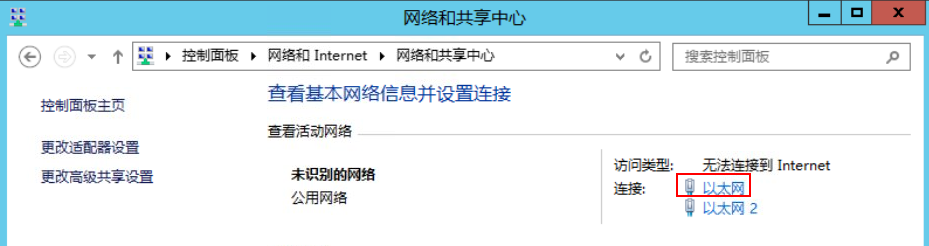 网络和共享中心
控制面板 网络和 Internet 网络和共享中心 搜索控制面板
控制面板主页
更改适配器设置
更改高级共享设置
查看基本网络信息并设置连接
查看活动网络
未识别的网络
公用网络
访问类型: 无法连接到 Internet
连接: 以太网
以太网 2